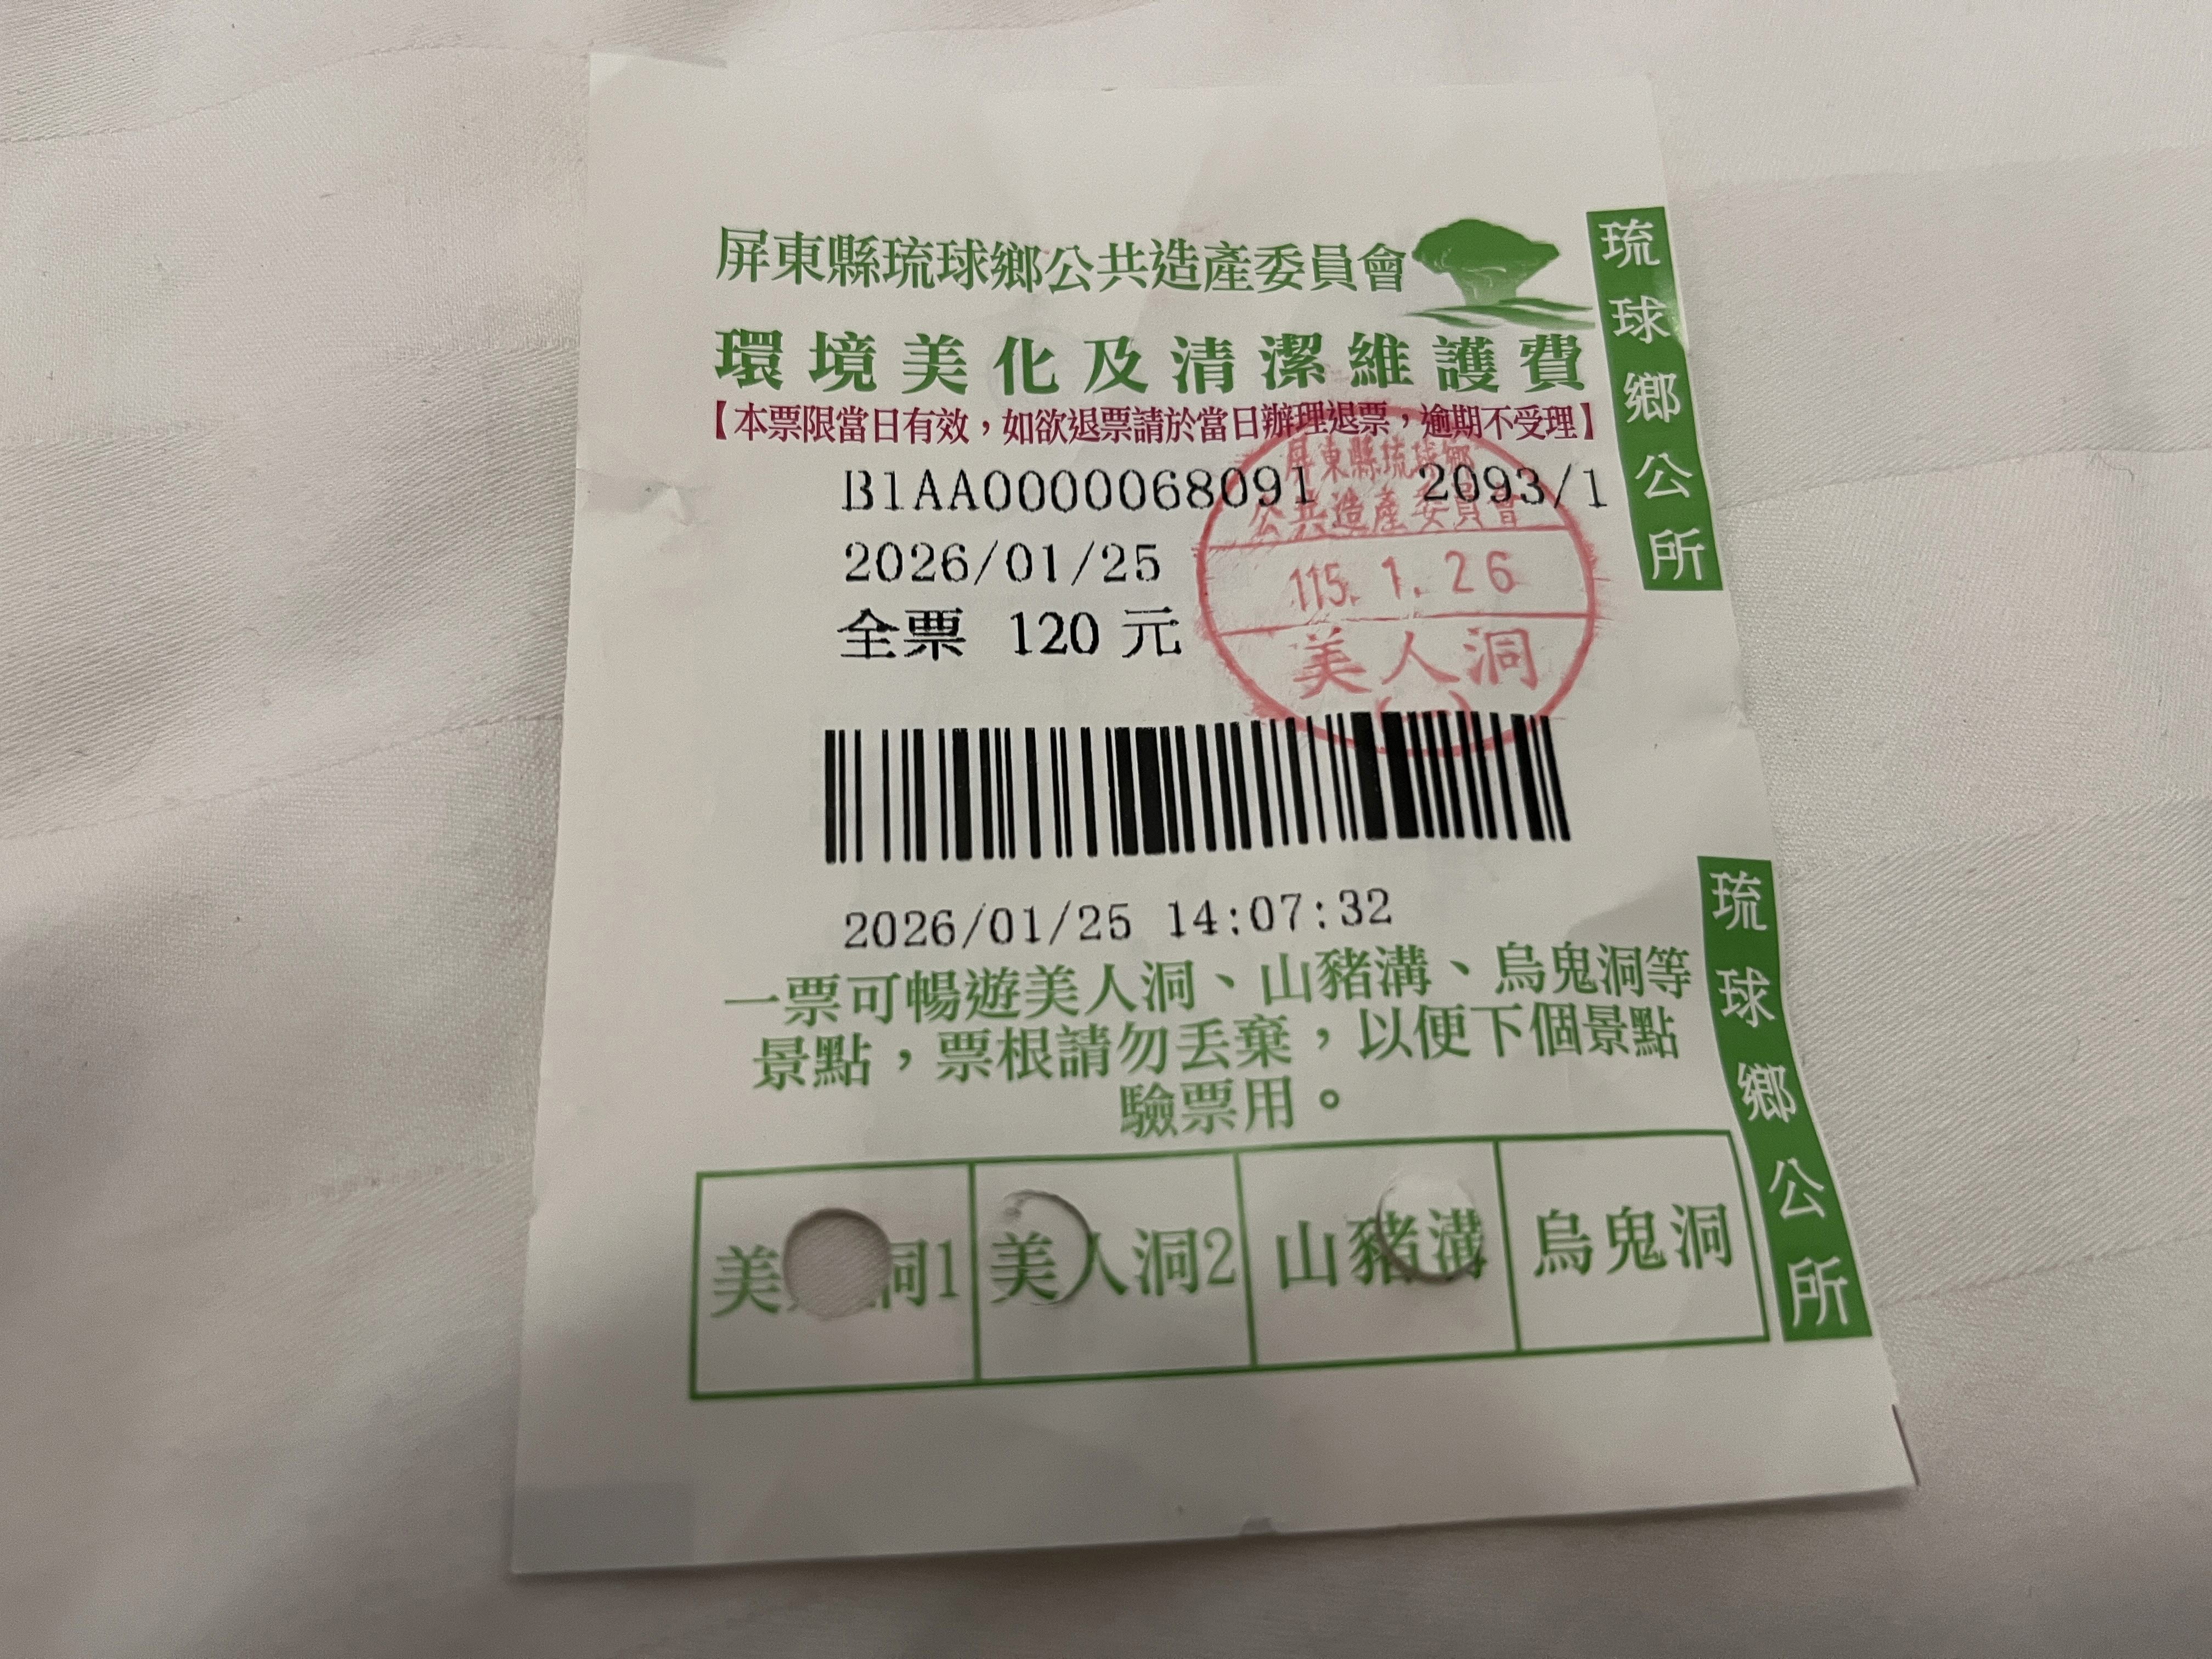 屏東縣琉球鄉公共造產委員會
環境美化及清潔維護費
【本票限當日有效，如欲退票請於當日辦理退票，逾期不受理】
B1AA0000068091 2093/1
2026/01/25
全票 120 元
屏東縣琉球鄉
公共造產委員會
115. 1. 26
美人洞
2026/01/25 14:07:32
一票可暢遊美人洞、山豬溝、烏鬼洞等
景點，票根請勿丟棄，以便下個景點
驗票用。
美 洞1
美人洞2
山豬溝
烏鬼洞
琉球鄉公所
琉球鄉公所